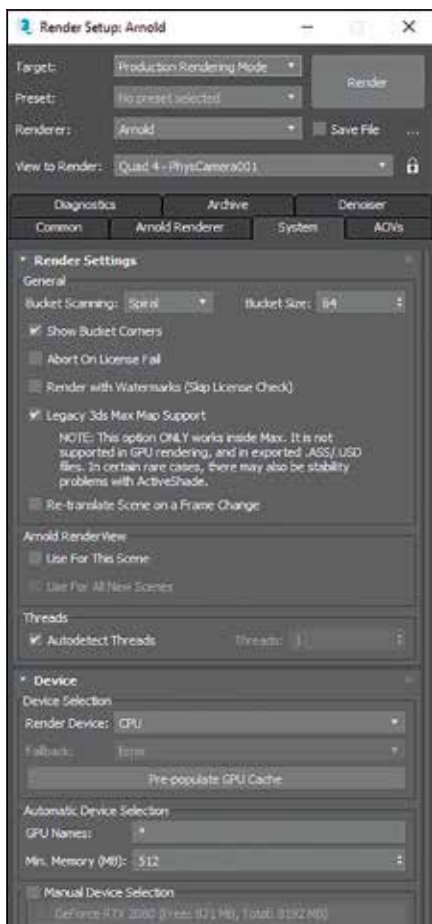 Render Setup: Arnold
Target: Production Rendering Mode
Render
Preset: No preset selected
Renderer: Arnold Save File ...
View to Render: Quad 4 - PhysCamera001
Diagnostics Archive Denoiser
Common Arnold Renderer System AOVs
Render Settings
General
Bucket Scanning: Spiral Bucket Size: 64
Show Bucket Corners
Abort On License Fail
Render with Watermarks (Skip License Check)
Legacy 3ds Max Map Support
NOTE: This option ONLY works inside Max. It is not
supported in GPU rendering, and in exported .ASS/.USD
files. In certain rare cases, there may also be stability
problems with ActiveShade.
Re-translate Scene on a Frame Change
Arnold RenderView
Use For This Scene
Use For All New Scenes
Threads
Autodetect Threads Threads: 1
Device
Device Selection
Render Device: CPU
Fallback: Error
Pre-populate GPU Cache
Automatic Device Selection
GPU Names: *
Min. Memory (MB): 512
Manual Device Selection
GeForce RTX 2080 (Free: 821 Mb, Total: 8192 MB)